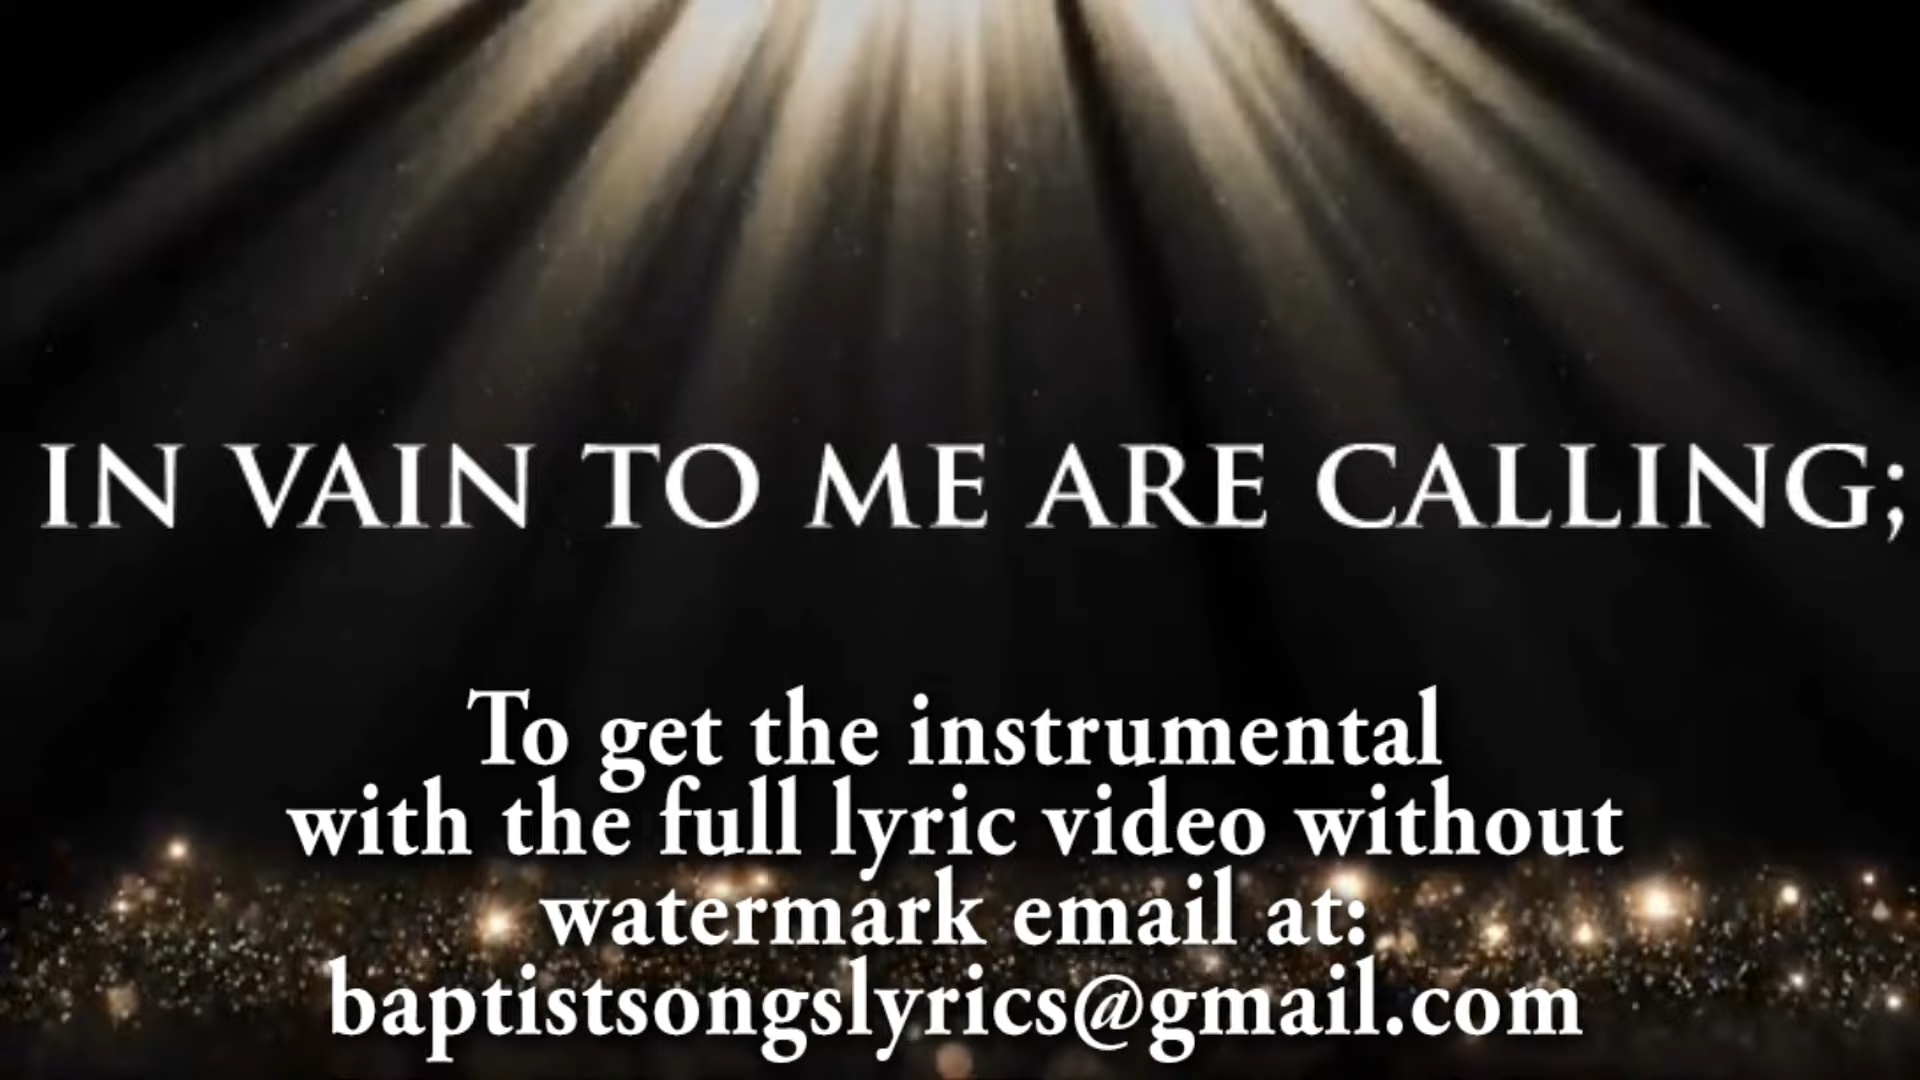 IN VAIN TO ME ARE CALLING;
To get the instrumental
with the full lyric video without
watermark email at:
baptistsongslyrics@gmail.com